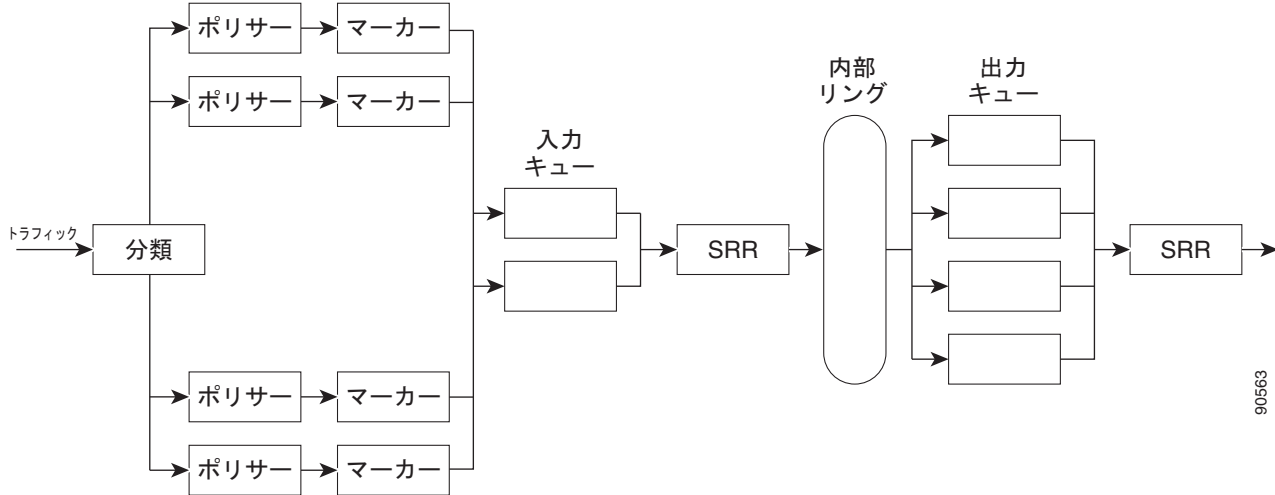 ポリサー
マーカー
ポリサー
マーカー
内部
リング
出力
キュー
入力
キュー
トラフィック
分類
SRR
SRR
ポリサー
マーカー
ポリサー
マーカー
90563